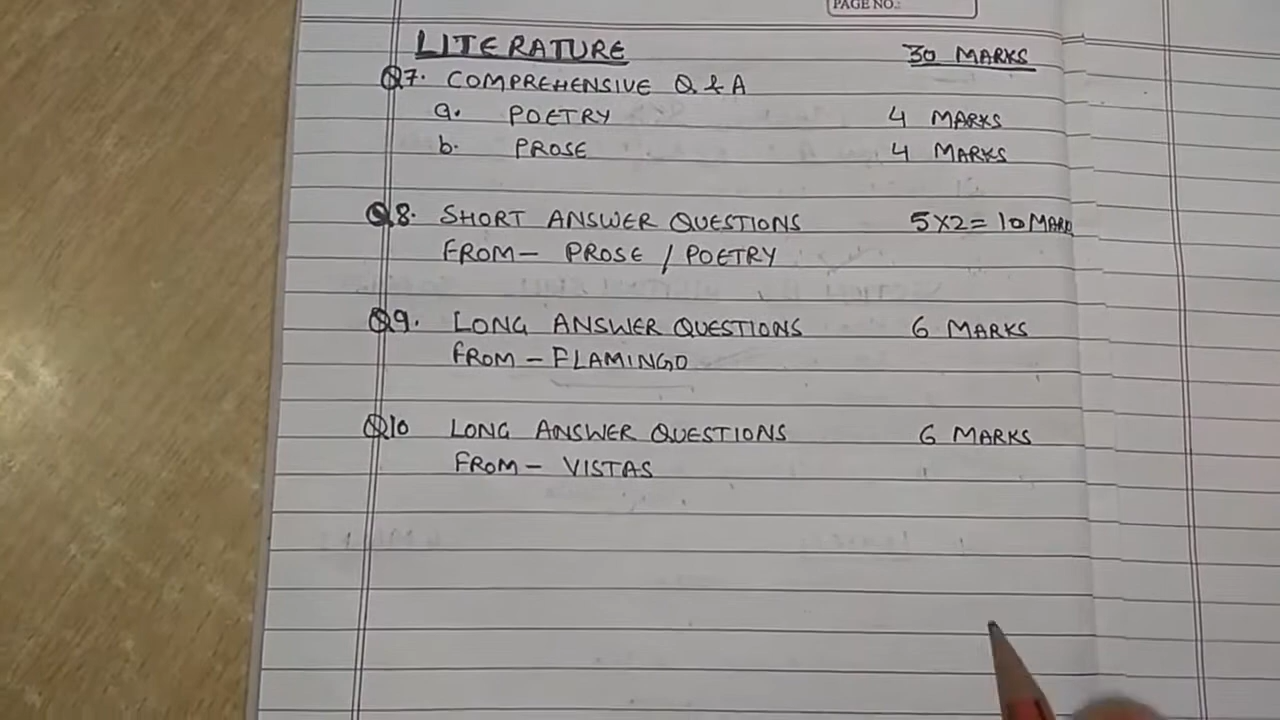 PAGE NO.:
LITERATURE 30 MARKS
Q7. COMPREHENSIVE Q & A
a. POETRY 4 MARKS
b. PROSE 4 MARKS
Q8. SHORT ANSWER QUESTIONS 5X2=10 MARK
FROM- PROSE / POETRY
Q9. LONG ANSWER QUESTIONS 6 MARKS
FROM - FLAMINGO
Q10 LONG ANSWER QUESTIONS 6 MARKS
FROM - VISTAS